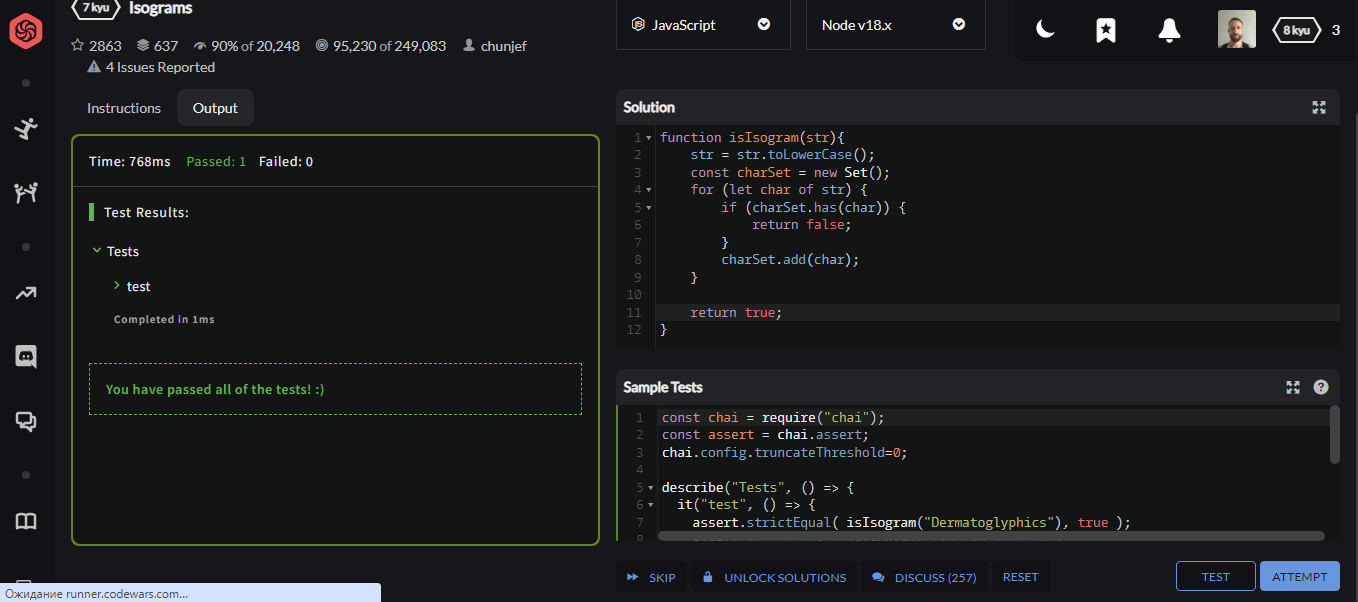 7 kyu Isograms
2863 637 90% of 20,248 95,230 of 249,083 chunjef
4 Issues Reported
JavaScript
Node v18.x
8 kyu 3
Instructions Output
Time: 768ms Passed: 1 Failed: 0
Test Results:
Tests
test
Completed in 1ms
You have passed all of the tests! :)
Solution
1 function isIsogram(str){
2 str = str.toLowerCase();
3 const charSet = new Set();
4 for (let char of str) {
5 if (charSet.has(char)) {
6 return false;
7 }
8 charSet.add(char);
9 }
10
11 return true;
12 }
Sample Tests
1 const chai = require("chai");
2 const assert = chai.assert;
3 chai.config.truncateThreshold=0;
4
5 describe("Tests", () => {
6 it("test", () => {
7 assert.strictEqual( isIsogram("Dermatoglyphics"), true );
8
SKIP UNLOCK SOLUTIONS DISCUSS (257) RESET TEST ATTEMPT
Ожидание runner.codewars.com...